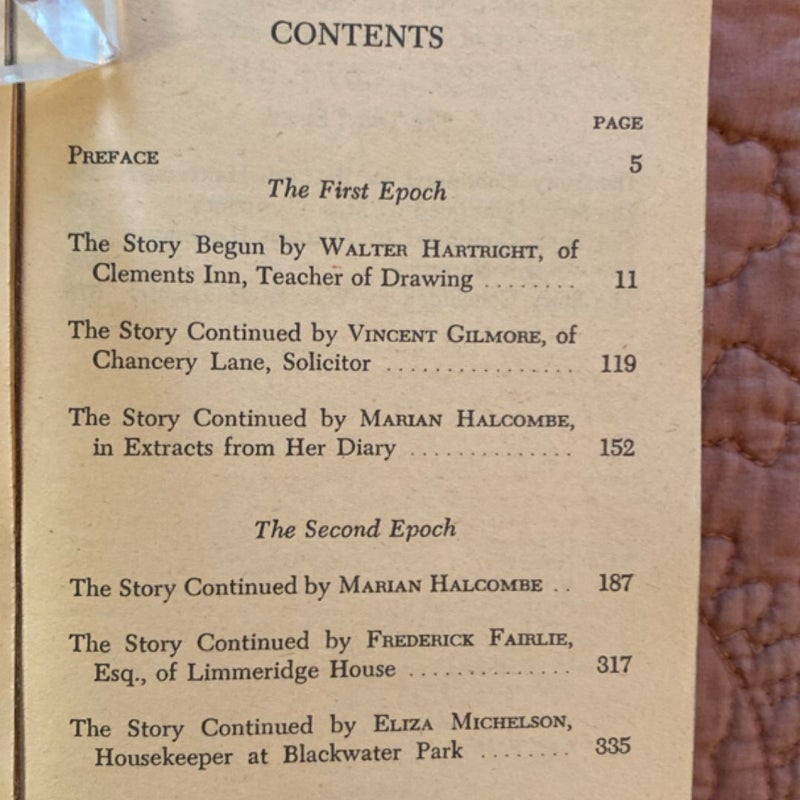 CONTENTS
PAGE
PREFACE 5
The First Epoch
The Story Begun by WALTER HARTRIGHT, of
Clements Inn, Teacher of Drawing ........ 11
The Story Continued by VINCENT GILMORE, of
Chancery Lane, Solicitor ................ 119
The Story Continued by MARIAN HALCOMBE,
in Extracts from Her Diary .............. 152
The Second Epoch
The Story Continued by MARIAN HALCOMBE .. 187
The Story Continued by FREDERICK FAIRLIE,
Esq., of Limmeridge House .............. 317
The Story Continued by ELIZA MICHELSON,
Housekeeper at Blackwater Park ........ 335